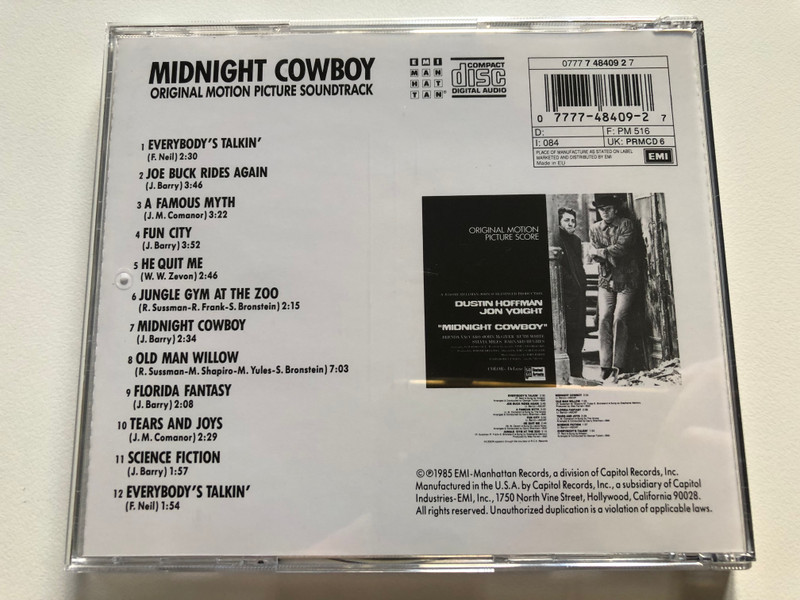 MIDNIGHT COWBOY
ORIGINAL MOTION PICTURE SOUNDTRACK
EMI
MAN
HAT
TAN
COMPACT
disc
DIGITAL AUDIO
0777 7 48409 2 7
0 7777-48409-2 7
D:
F: PM 516
I: 084
UK: PRMCD 6
PLACE OF MANUFACTURE AS STATED ON LABEL
MARKETED AND DISTRIBUTED BY EMI
Made in EU
EMI
1 EVERYBODY'S TALKIN'
(F. Neil) 2:30
2 JOE BUCK RIDES AGAIN
(J. Barry) 3:46
3 A FAMOUS MYTH
(J. M. Comanor) 3:22
4 FUN CITY
(J. Barry) 3:52
5 HE QUIT ME
(W. W. Zevon) 2:46
6 JUNGLE GYM AT THE ZOO
(R. Sussman-R. Frank-S. Bronstein) 2:15
7 MIDNIGHT COWBOY
(J. Barry) 2:34
8 OLD MAN WILLOW
(R. Sussman-M. Shapiro-M. Yules-S. Bronstein) 7:03
9 FLORIDA FANTASY
(J. Barry) 2:08
10 TEARS AND JOYS
(J. M. Comanor) 2:29
11 SCIENCE FICTION
(J. Barry) 1:57
12 EVERYBODY'S TALKIN'
(F. Neil) 1:54
ORIGINAL MOTION
PICTURE SCORE
DUSTIN HOFFMAN
JON VOIGHT
"MIDNIGHT COWBOY"
COLOR
©℗1985 EMI-Manhattan Records, a division of Capitol Records, Inc.
Manufactured in the U.S.A. by Capitol Records, Inc., a subsidiary of Capitol
Industries-EMI, Inc., 1750 North Vine Street, Hollywood, California 90028.
All rights reserved. Unauthorized duplication is a violation of applicable laws.